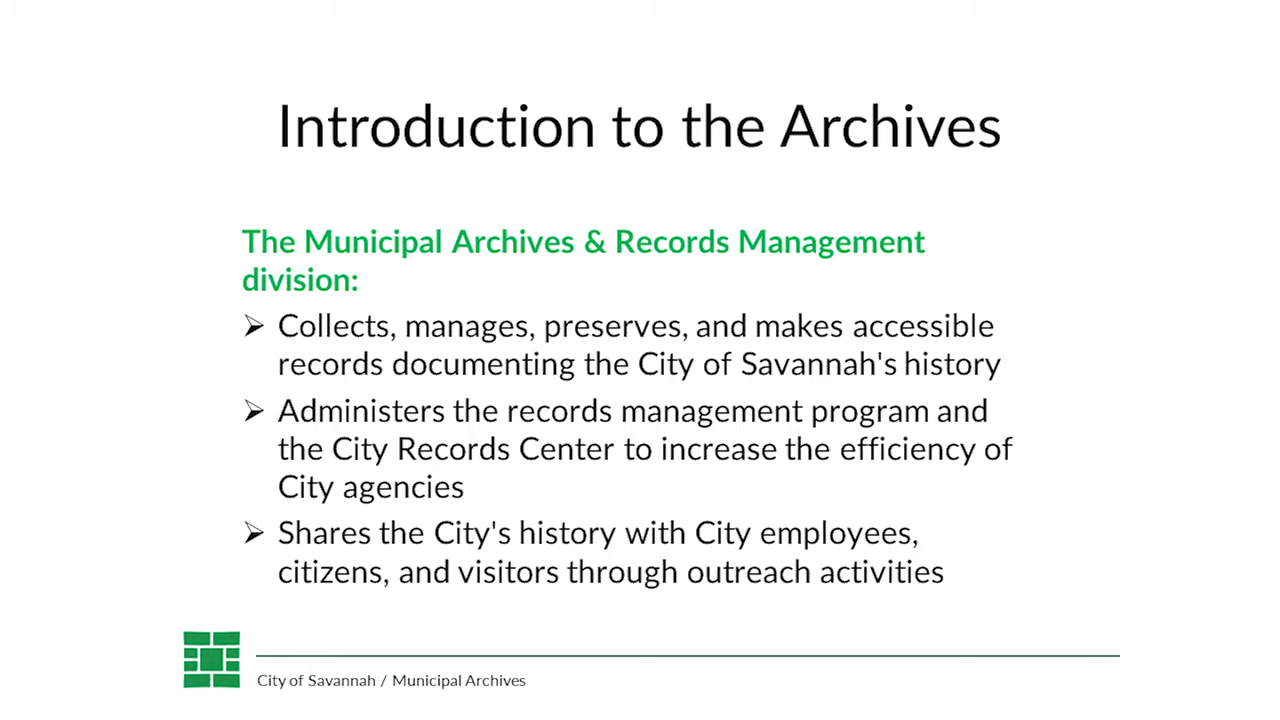 Introduction to the Archives
The Municipal Archives & Records Management
division:
➢ Collects, manages, preserves, and makes accessible
records documenting the City of Savannah's history
➢ Administers the records management program and
the City Records Center to increase the efficiency of
City agencies
➢ Shares the City's history with City employees,
citizens, and visitors through outreach activities
City of Savannah / Municipal Archives